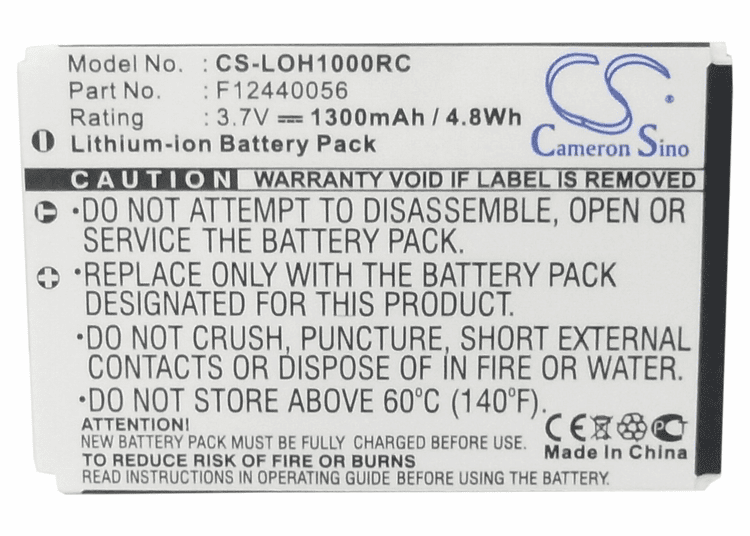 Model No. : CS-LOH1000RC
Part No. : F12440056
Rating : 3.7V 1300mAh / 4.8Wh
Lithium-ion Battery Pack
Cameron Sino
CAUTION WARRANTY VOID IF LABEL IS REMOVED
•DO NOT ATTEMPT TO DISASSEMBLE, OPEN OR
SERVICE THE BATTERY PACK.
•REPLACE ONLY WITH THE BATTERY PACK
DESIGNATED FOR THIS PRODUCT.
•DO NOT CRUSH, PUNCTURE, SHORT EXTERNAL
CONTACTS OR DISPOSE OF IN FIRE OR WATER.
•DO NOT STORE ABOVE 60°C (140°F).
ATTENTION:
NEW BATTERY PACK MUST BE FULLY CHARGED BEFORE USE.
TO REDUCE RISK OF FIRE OR BURNS
READ INSTRUCTIONS IN OPERATING GUIDE BEFORE USING THE BATTERY.
CE
Made In China